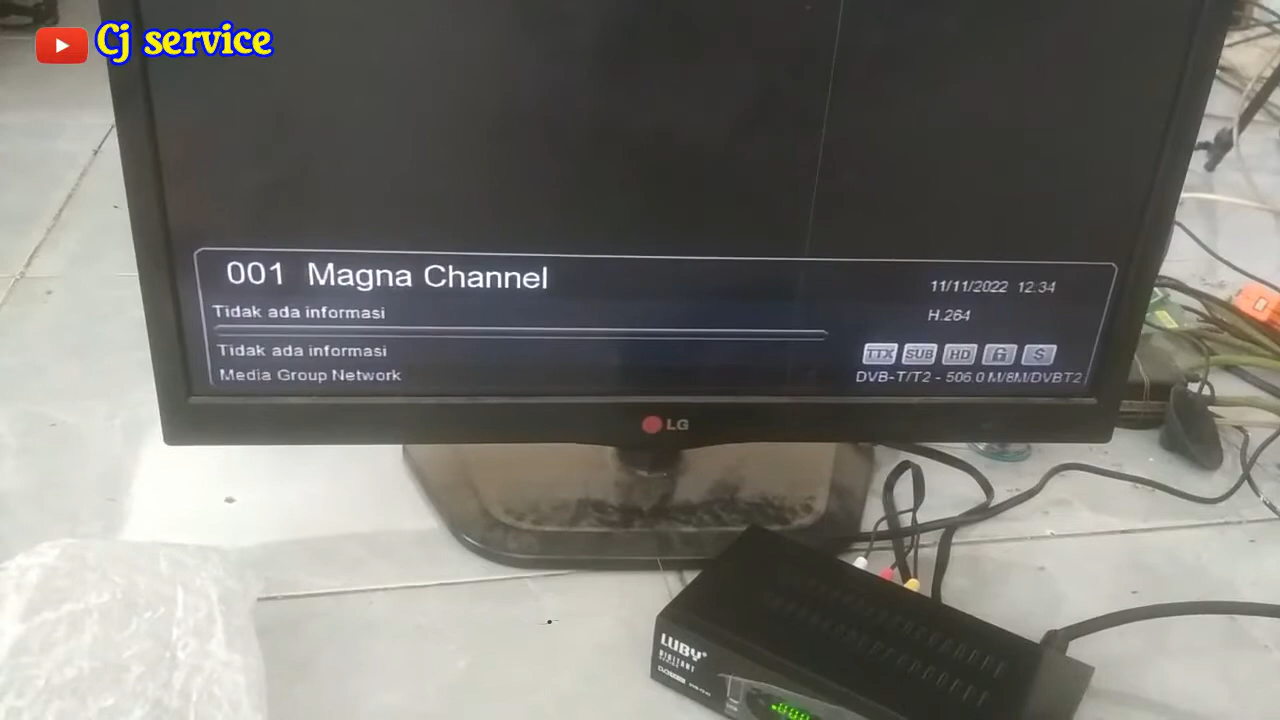 Cj service
001 Magna Channel
11/11/2022 12:34
Tidak ada informasi
H.264
Tidak ada informasi
TTX SUB HD $
Media Group Network
DVB-T/T2 - 506.0 M/8M/DVBT2
LG
LUBY
DIGITAL